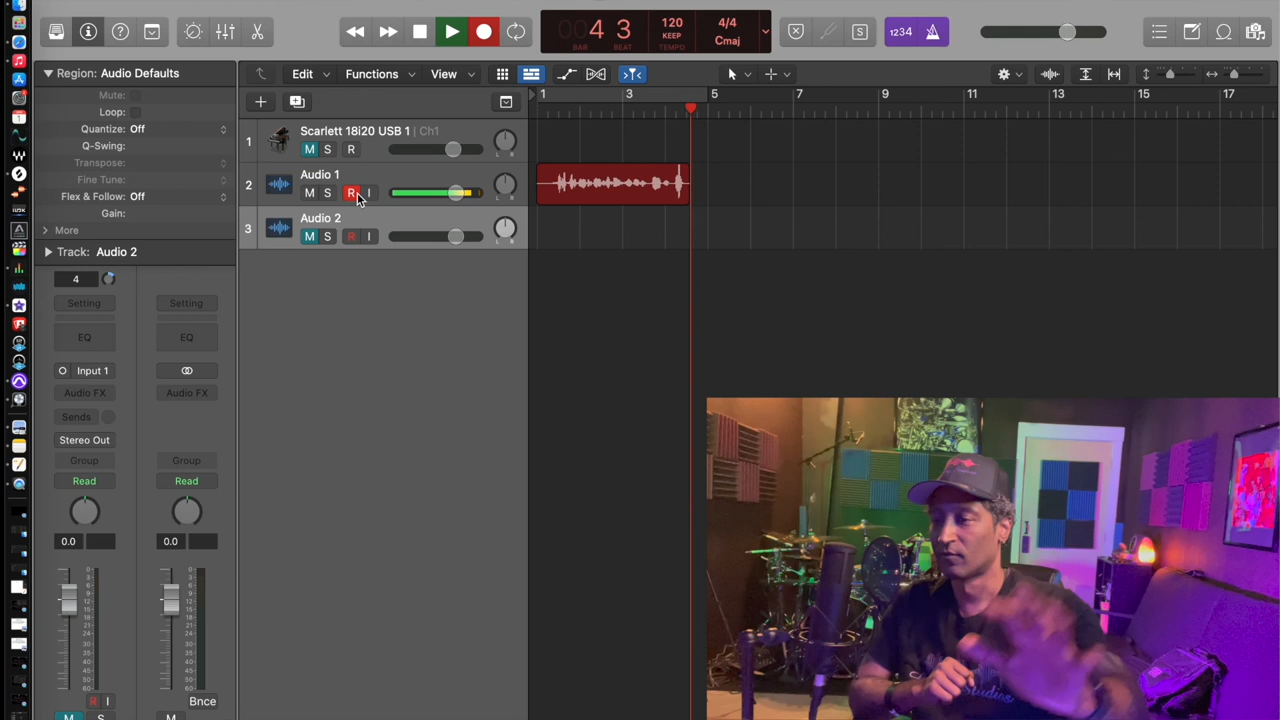 4 3
BAR
BEAT
120
KEEP
TEMPO
4/4
Cmaj
S
1234
Region: Audio Defaults
Mute:
Loop:
Quantize: Off
Q-Swing:
Transpose:
Fine Tune:
Flex & Follow: Off
Gain:
More
Track: Audio 2
4
Setting
Setting
EQ
EQ
Input 1
Audio FX
Audio FX
Sends
Stereo Out
Group
Group
Read
Read
0.0
0.0
R I
Bnce
M S
M
Edit
Functions
View
1 3 5 7 9 11 13 15 17
1
Scarlett 18i20 USB 1 | Ch1
M S R
L R
2
Audio 1
M S R I
L R
3
Audio 2
M S R I
L R